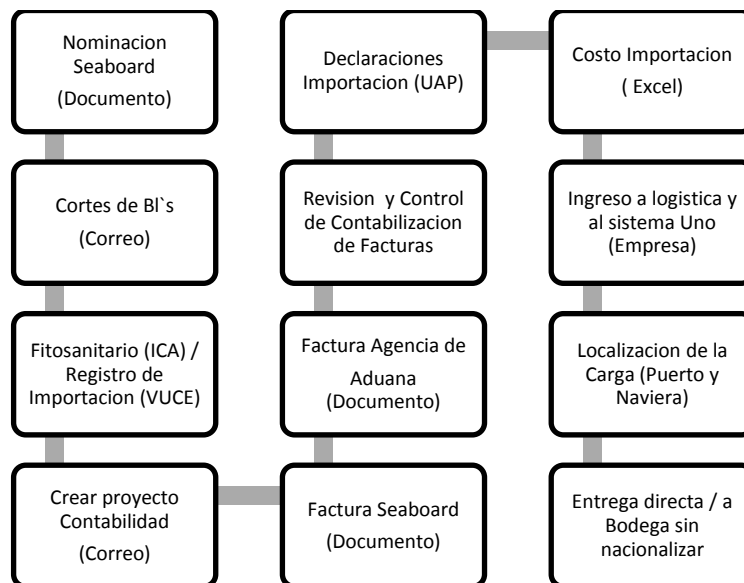 Nominacion
Seaboard
(Documento)
Cortes de Bl`s
(Correo)
Fitosanitario (ICA) /
Registro de
Importacion (VUCE)
Crear proyecto
Contabilidad
(Correo)
Factura Seaboard
(Documento)
Factura Agencia de
Aduana
(Documento)
Revision y Control
de Contabilizacion
de Facturas
Declaraciones
Importacion (UAP)
Costo Importacion
( Excel)
Ingreso a logistica y
al sistema Uno
(Empresa)
Localizacion de la
Carga (Puerto y
Naviera)
Entrega directa / a
Bodega sin
nacionalizar